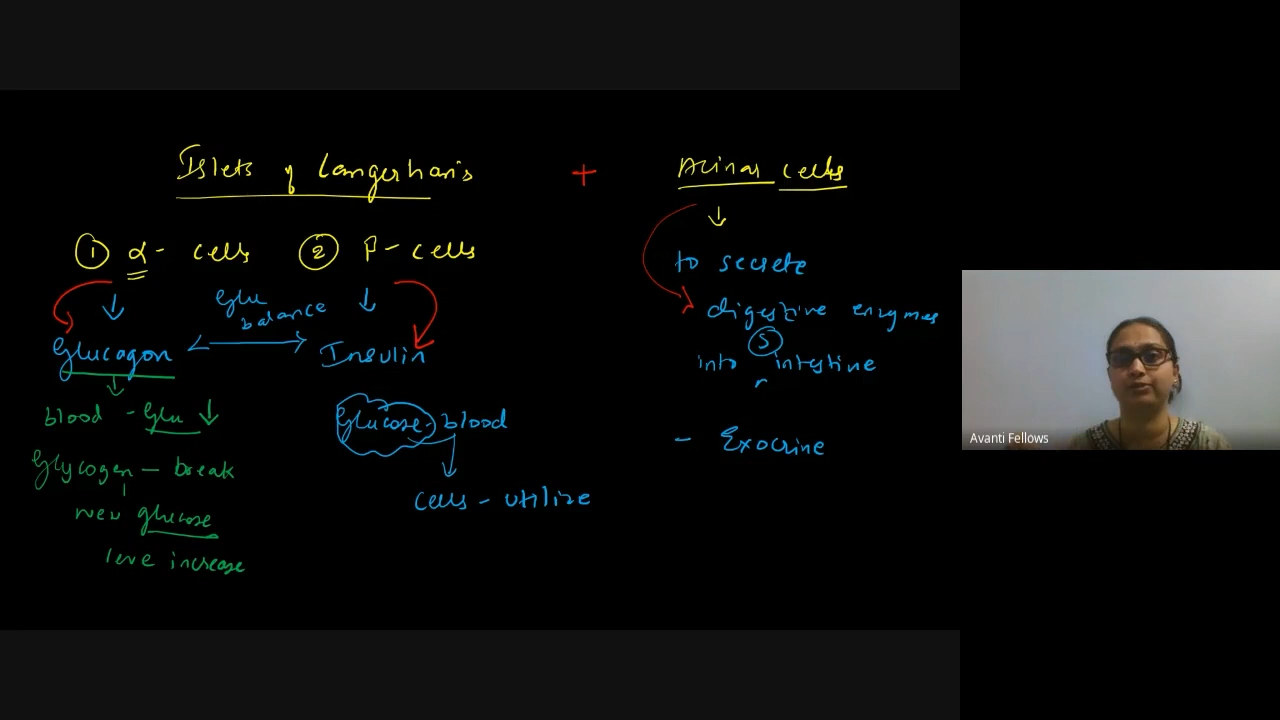 Islets of Langerhans + Acinar cells
① α- cells ② β- cells
to secrete
Glu
balance
digestive enzymes
Glucagon Insulin
S
into intestine
blood - Glu ↓
Glucose - blood
- Exocrine
Avanti Fellows
Glycogen - break
cells - utilize
new glucose
leve increase